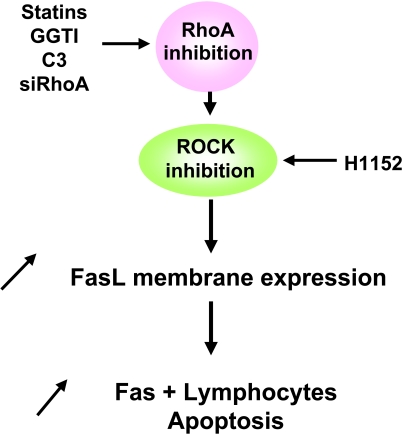 Statins
GGTI
C3
siRhoA
RhoA
inhibition
ROCK
inhibition
H1152
FasL membrane expression
Fas + Lymphocytes
Apoptosis